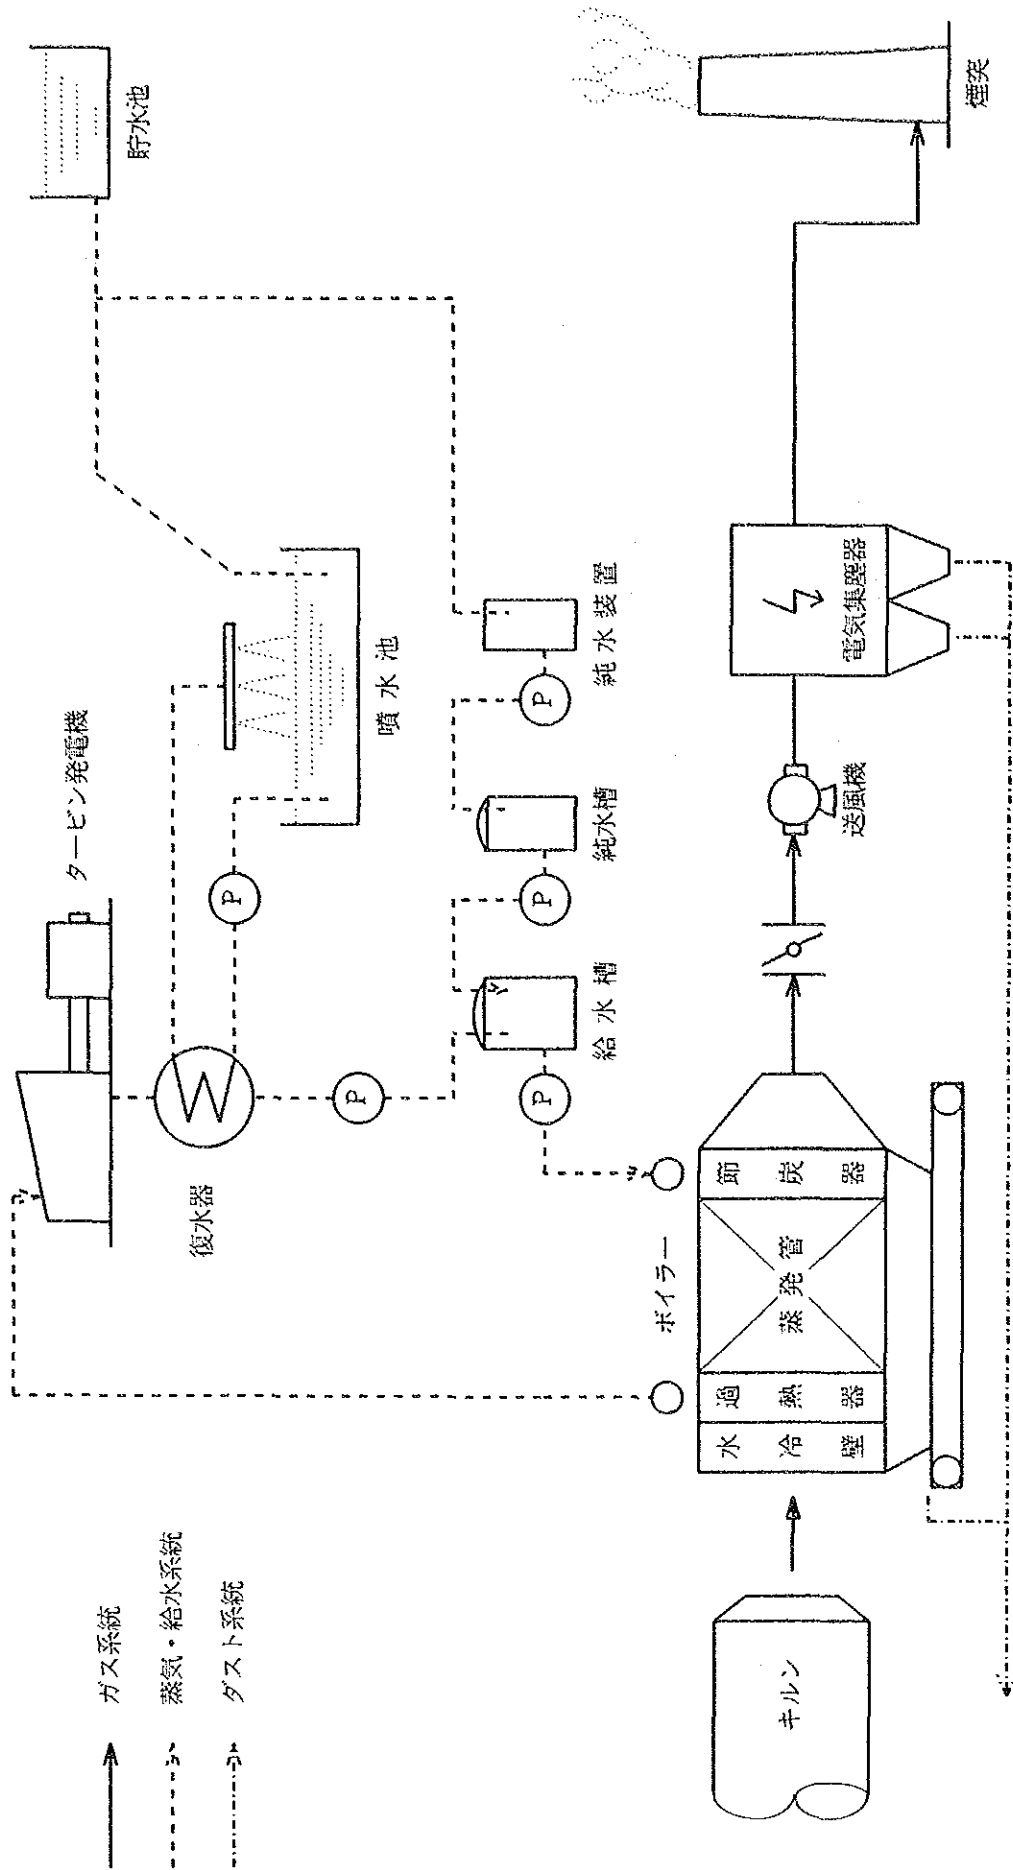 ガス系統
蒸気・給水系統
ダスト系統
タービン発電機
貯水池
復水器
噴水池
P
P
給水槽
純水槽
純水装置
P
P
P
ボイラー
キルン
水冷壁
過熱器
蒸発管
節炭器
送風機
電気集塵器
煙突